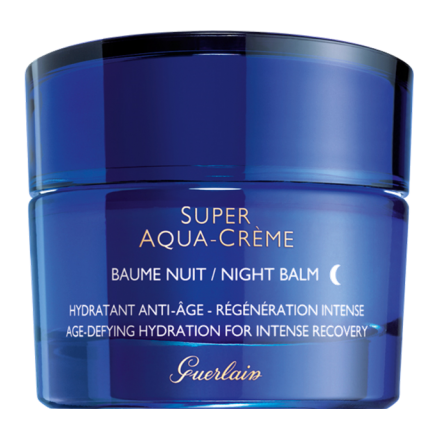 SUPER
AQUA-CRÈME
BAUME NUIT / NIGHT BALM
HYDRATANT ANTI-ÂGE - RÉGÉNÉRATION INTENSE
AGE-DEFYING HYDRATION FOR INTENSE RECOVERY
Guerlain